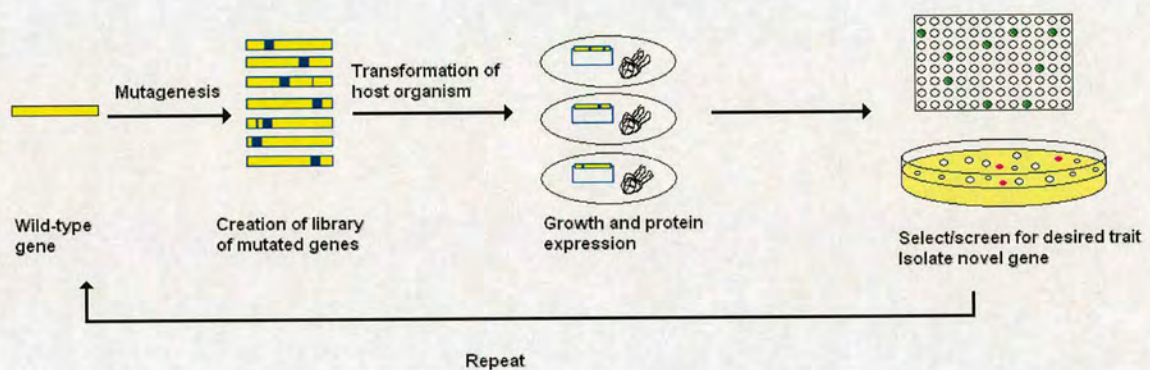 Mutagenesis
Transformation of
host organism
Wild-type
gene
Creation of library
of mutated genes
Growth and protein
expression
Select/screen for desired trait
Isolate novel gene
Repeat